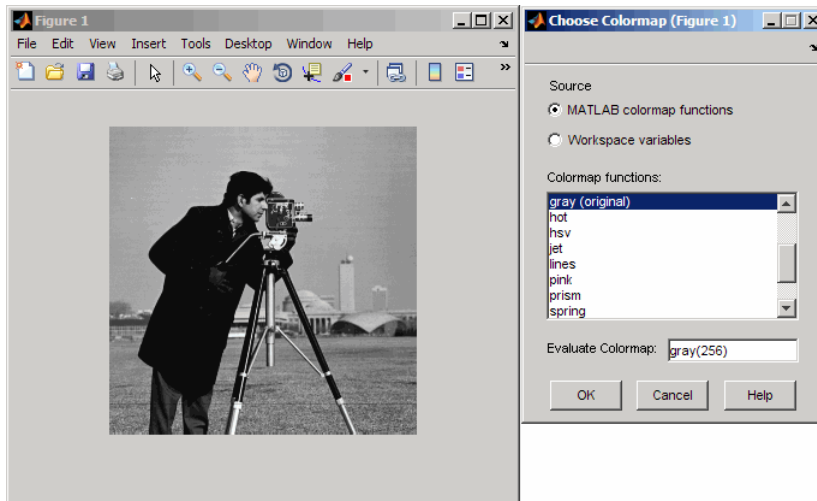 Figure 1
File Edit View Insert Tools Desktop Window Help
Choose Colormap (Figure 1)
Source
MATLAB colormap functions
Workspace variables
Colormap functions:
gray (original)
hot
hsv
jet
lines
pink
prism
spring
Evaluate Colormap: gray(256)
OK Cancel Help